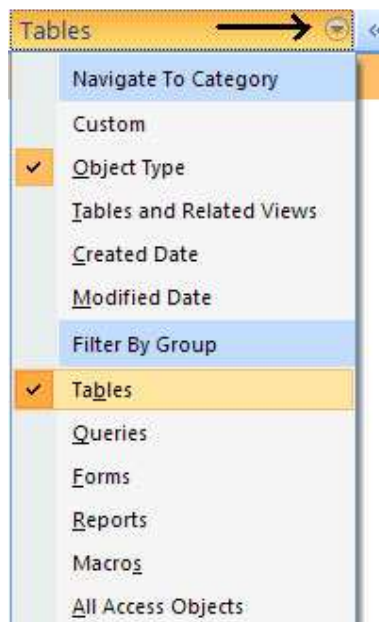 Tables «
Navigate To Category
Custom
Object Type
Tables and Related Views
Created Date
Modified Date
Filter By Group
Tables
Queries
Forms
Reports
Macros
All Access Objects